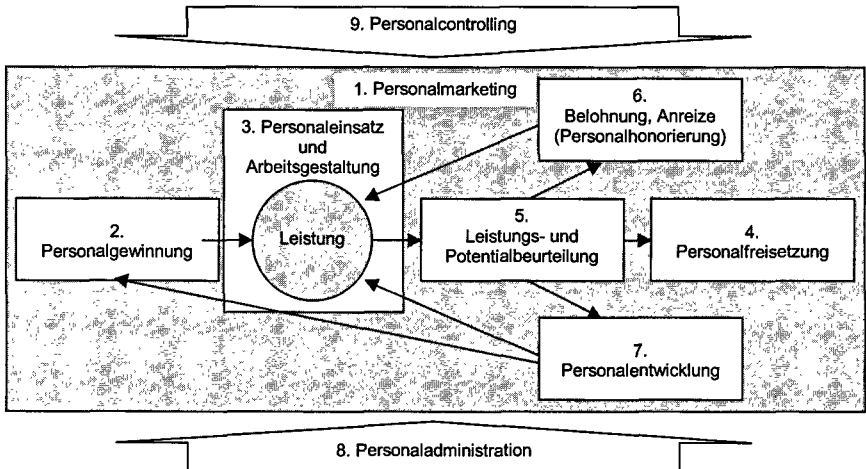 9. Personalcontrolling
1. Personalmarketing
6.
Belohnung, Anreize
(Personalhonorierung)
3. Personaleinsatz
und
Arbeitsgestaltung
2.
Personalgewinnung
Leistung
5.
Leistungs- und
Potentialbeurteilung
4.
Personalfreisetzung
7.
Personalentwicklung
8. Personaladministration